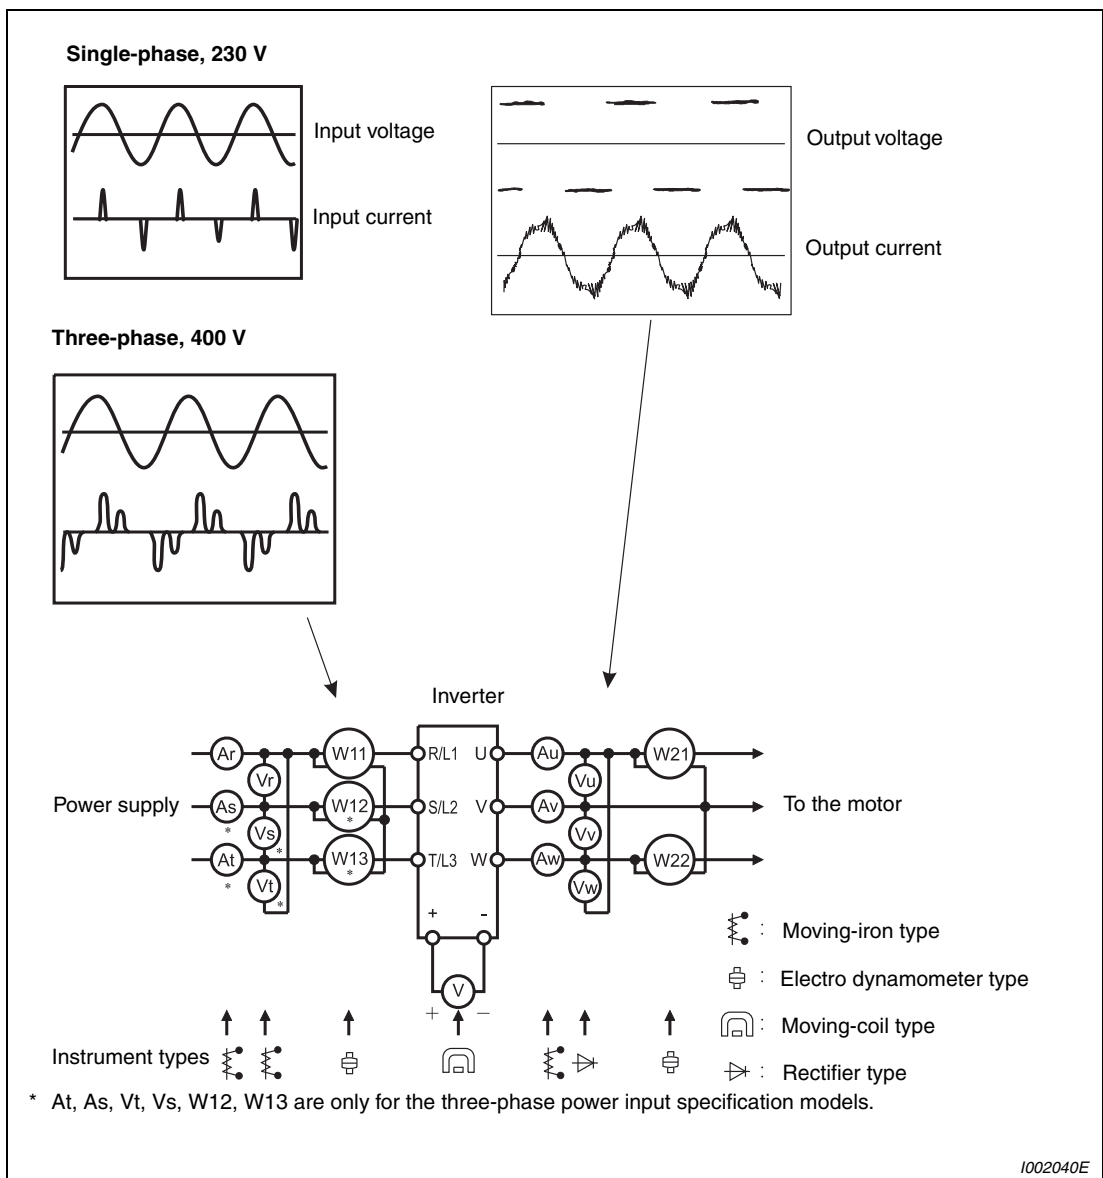 Single-phase, 230 V
Input voltage
Input current
Output voltage
Output current
Three-phase, 400 V
Inverter
Ar W11 R/L1 U Au W21
Vr Vu
Power supply As W12 S/L2 V Av To the motor
* Vs * Vv
At * W13 T/L3 W Aw W22
* Vt * * Vw
+ -
V
+ −
: Moving-iron type
: Electro dynamometer type
: Moving-coil type
: Rectifier type
Instrument types
* At, As, Vt, Vs, W12, W13 are only for the three-phase power input specification models.
I002040E